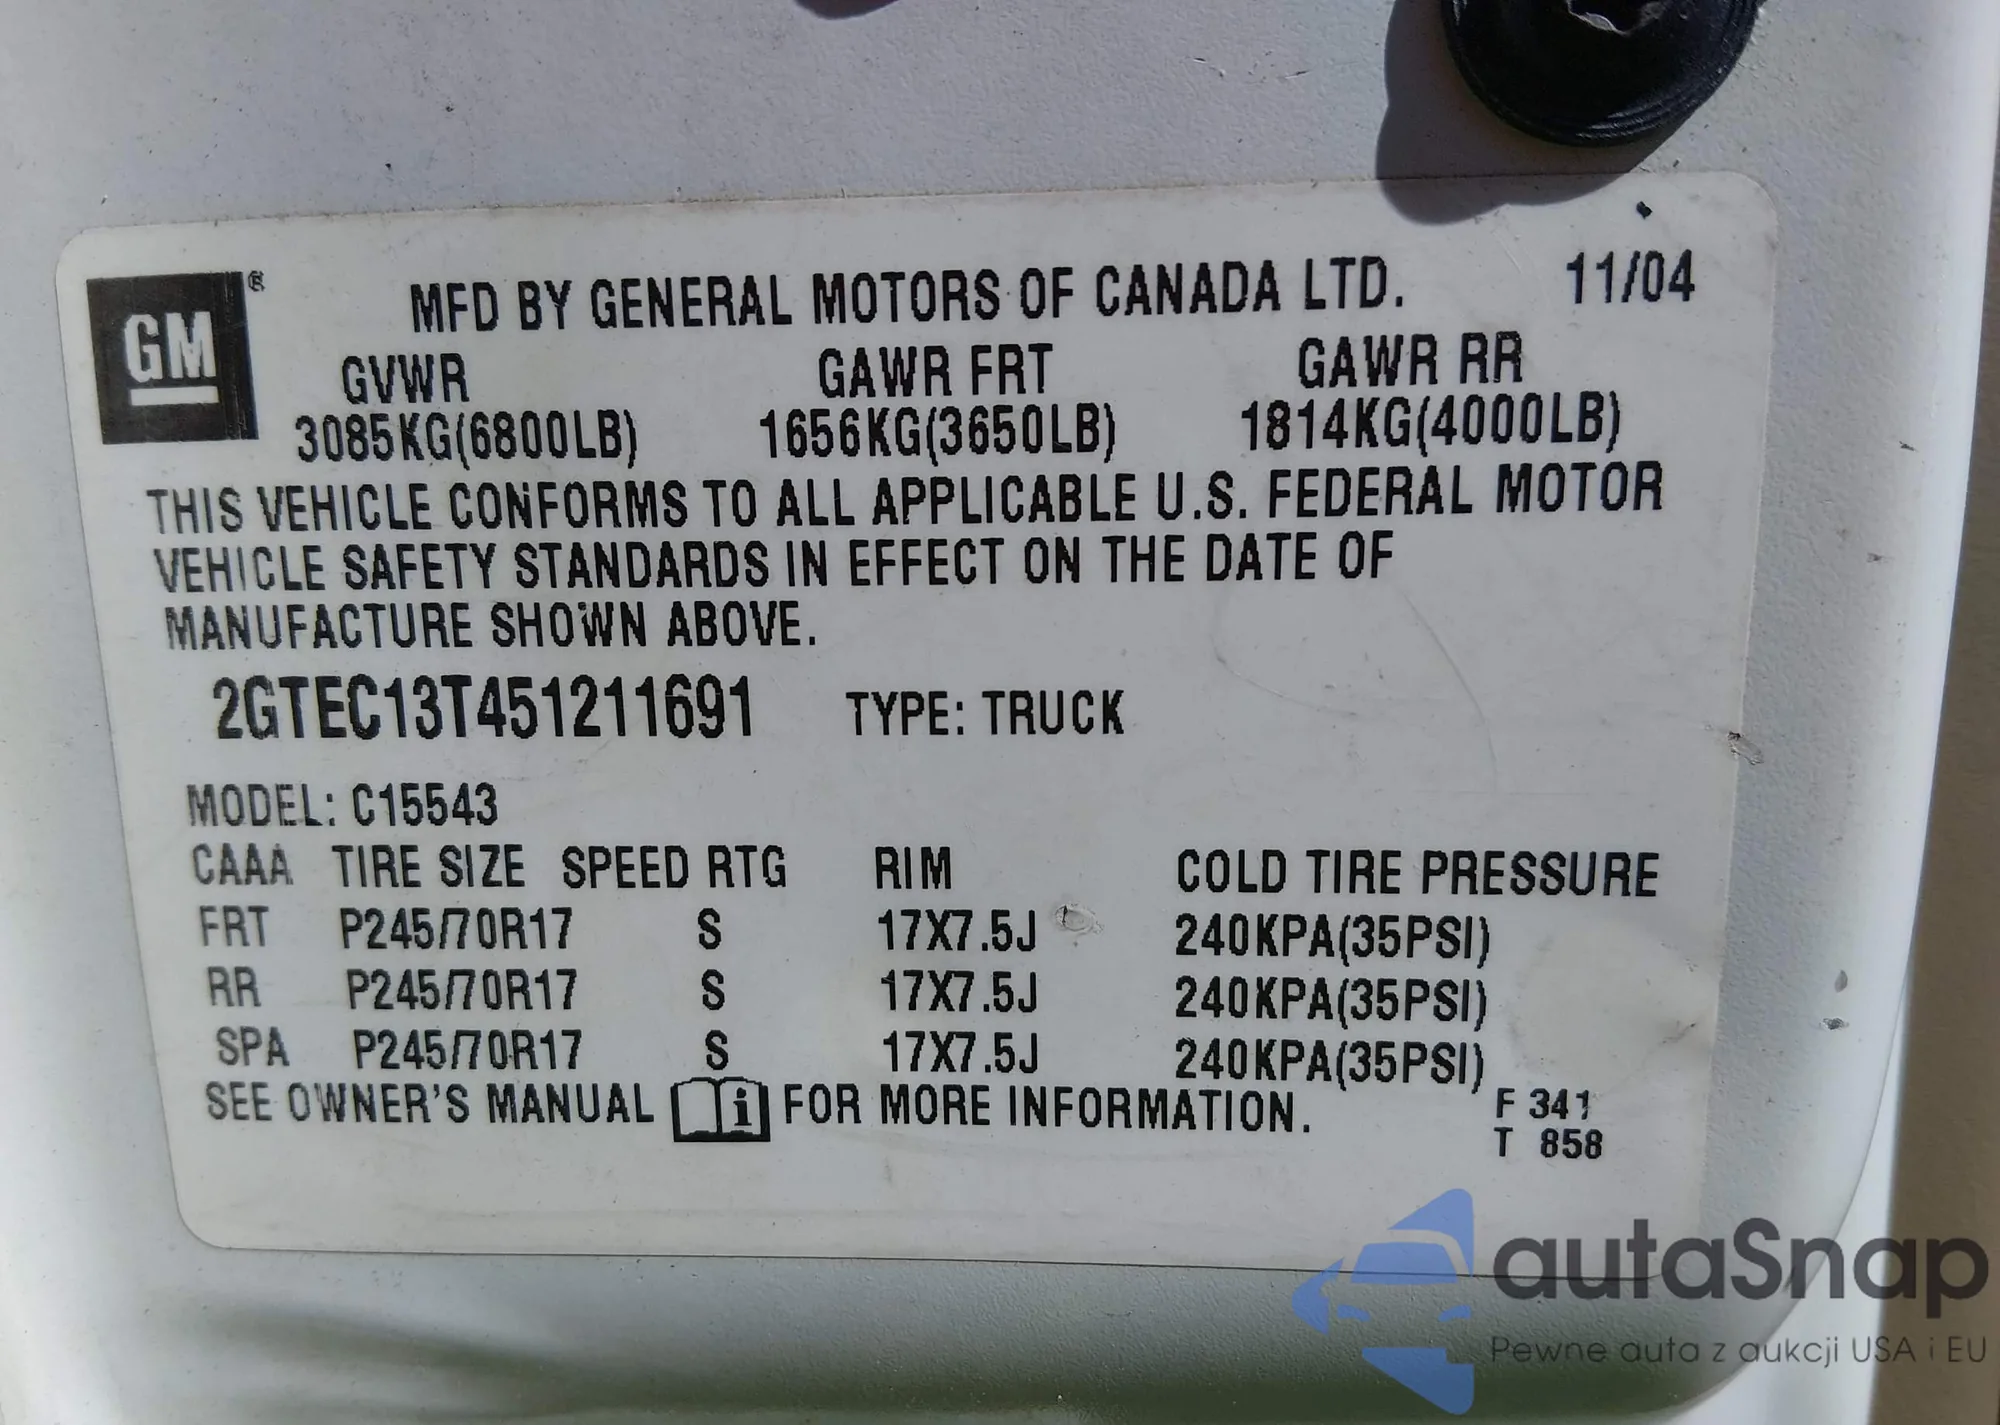 GM®
MFD BY GENERAL MOTORS OF CANADA LTD. 11/04
GVWR GAWR FRT GAWR RR
3085KG(6800LB) 1656KG(3650LB) 1814KG(4000LB)
THIS VEHICLE CONFORMS TO ALL APPLICABLE U.S. FEDERAL MOTOR
VEHICLE SAFETY STANDARDS IN EFFECT ON THE DATE OF
MANUFACTURE SHOWN ABOVE.
2GTEC13T451211691 TYPE: TRUCK
MODEL: C15543
CAAA TIRE SIZE SPEED RTG RIM COLD TIRE PRESSURE
FRT P245/70R17 S 17X7.5J 240KPA(35PSI)
RR P245/70R17 S 17X7.5J 240KPA(35PSI)
SPA P245/70R17 S 17X7.5J 240KPA(35PSI)
SEE OWNER'S MANUAL i FOR MORE INFORMATION.
F 341
T 858
autaSnap
Pewne auta z aukcji USA i EU